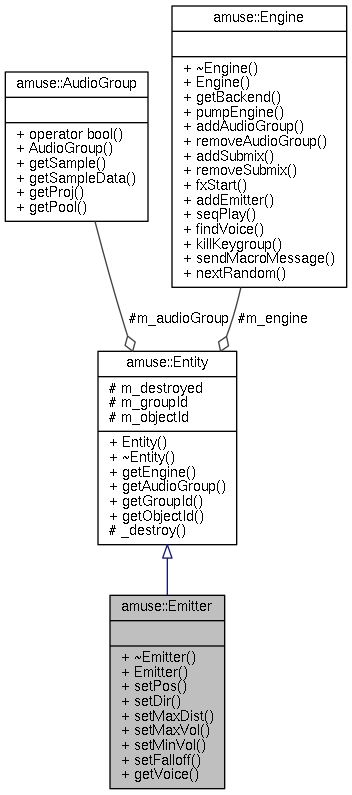 amuse::Engine
+ ~Engine()
+ Engine()
+ getBackend()
+ pumpEngine()
+ addAudioGroup()
+ removeAudioGroup()
+ addSubmix()
+ removeSubmix()
+ fxStart()
+ addEmitter()
+ seqPlay()
+ findVoice()
+ killKeygroup()
+ sendMacroMessage()
+ nextRandom()
amuse::AudioGroup
+ operator bool()
+ AudioGroup()
+ getSample()
+ getSampleData()
+ getProj()
+ getPool()
#m_audioGroup
#m_engine
amuse::Entity
# m_destroyed
# m_groupId
# m_objectId
+ Entity()
+ ~Entity()
+ getEngine()
+ getAudioGroup()
+ getGroupId()
+ getObjectId()
# _destroy()
amuse::Emitter
+ ~Emitter()
+ Emitter()
+ setPos()
+ setDir()
+ setMaxDist()
+ setMaxVol()
+ setMinVol()
+ setFalloff()
+ getVoice()